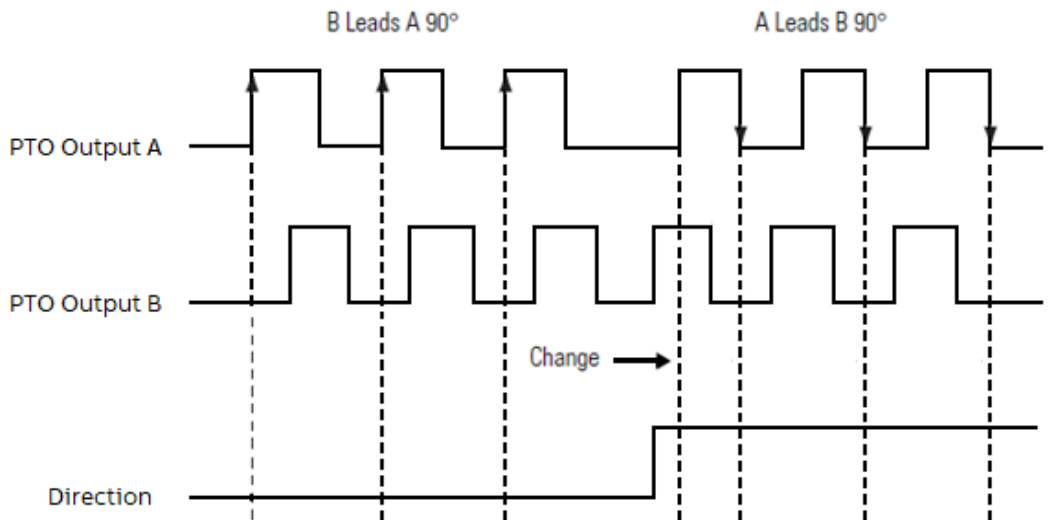 B Leads A 90°
A Leads B 90°
PTO Output A
PTO Output B
Change
Direction